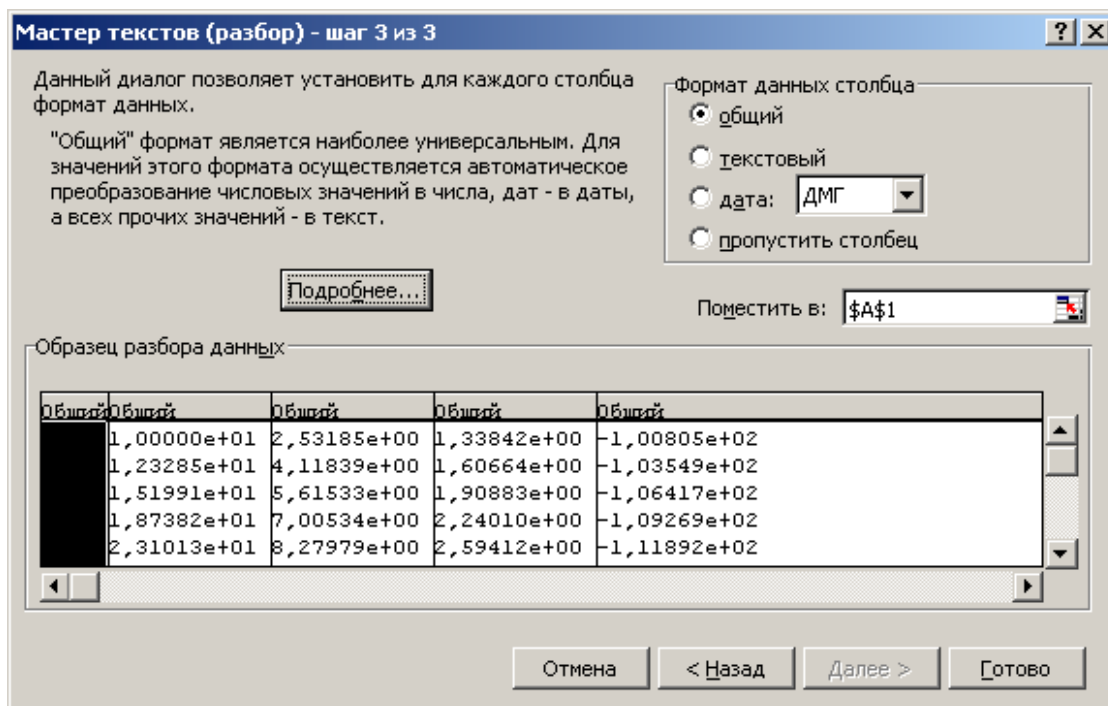 Мастер текстов (разбор) - шаг 3 из 3
Данный диалог позволяет установить для каждого столбца
формат данных.
"Общий" формат является наиболее универсальным. Для
значений этого формата осуществляется автоматическое
преобразование числовых значений в числа, дат - в даты,
а всех прочих значений - в текст.
Подробнее...
Формат данных столбца
общий
текстовый
дата: ДМГ
пропустить столбец
Поместить в: $A$1
Образец разбора данных
Общий Общий Общий Общий Общий
1,00000e+01 2,53185e+00 1,33842e+00 -1,00805e+02
1,23285e+01 4,11839e+00 1,60664e+00 -1,03549e+02
1,51991e+01 5,61533e+00 1,90883e+00 -1,06417e+02
1,87382e+01 7,00534e+00 2,24010e+00 -1,09269e+02
2,31013e+01 8,27979e+00 2,59412e+00 -1,11892e+02
Отмена < Назад Далее > Готово